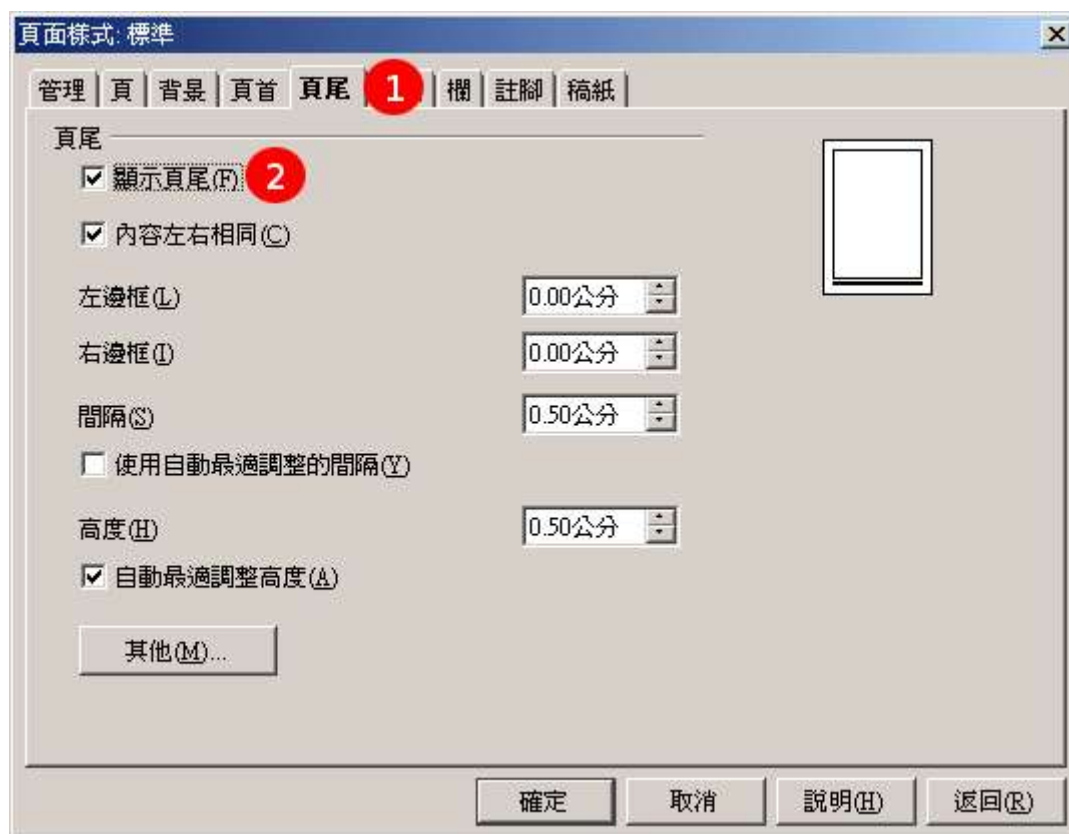 頁面樣式: 標準
管理 頁 背景 頁首 頁尾 1 欄 註腳 稿紙
頁尾
顯示頁尾(F) 2
內容左右相同(C)
左邊框(L) 0.00公分
右邊框(I) 0.00公分
間隔(S) 0.50公分
使用自動最適調整的間隔(Y)
高度(H) 0.50公分
自動最適調整高度(A)
其他(M)...
確定 取消 說明(H) 返回(R)